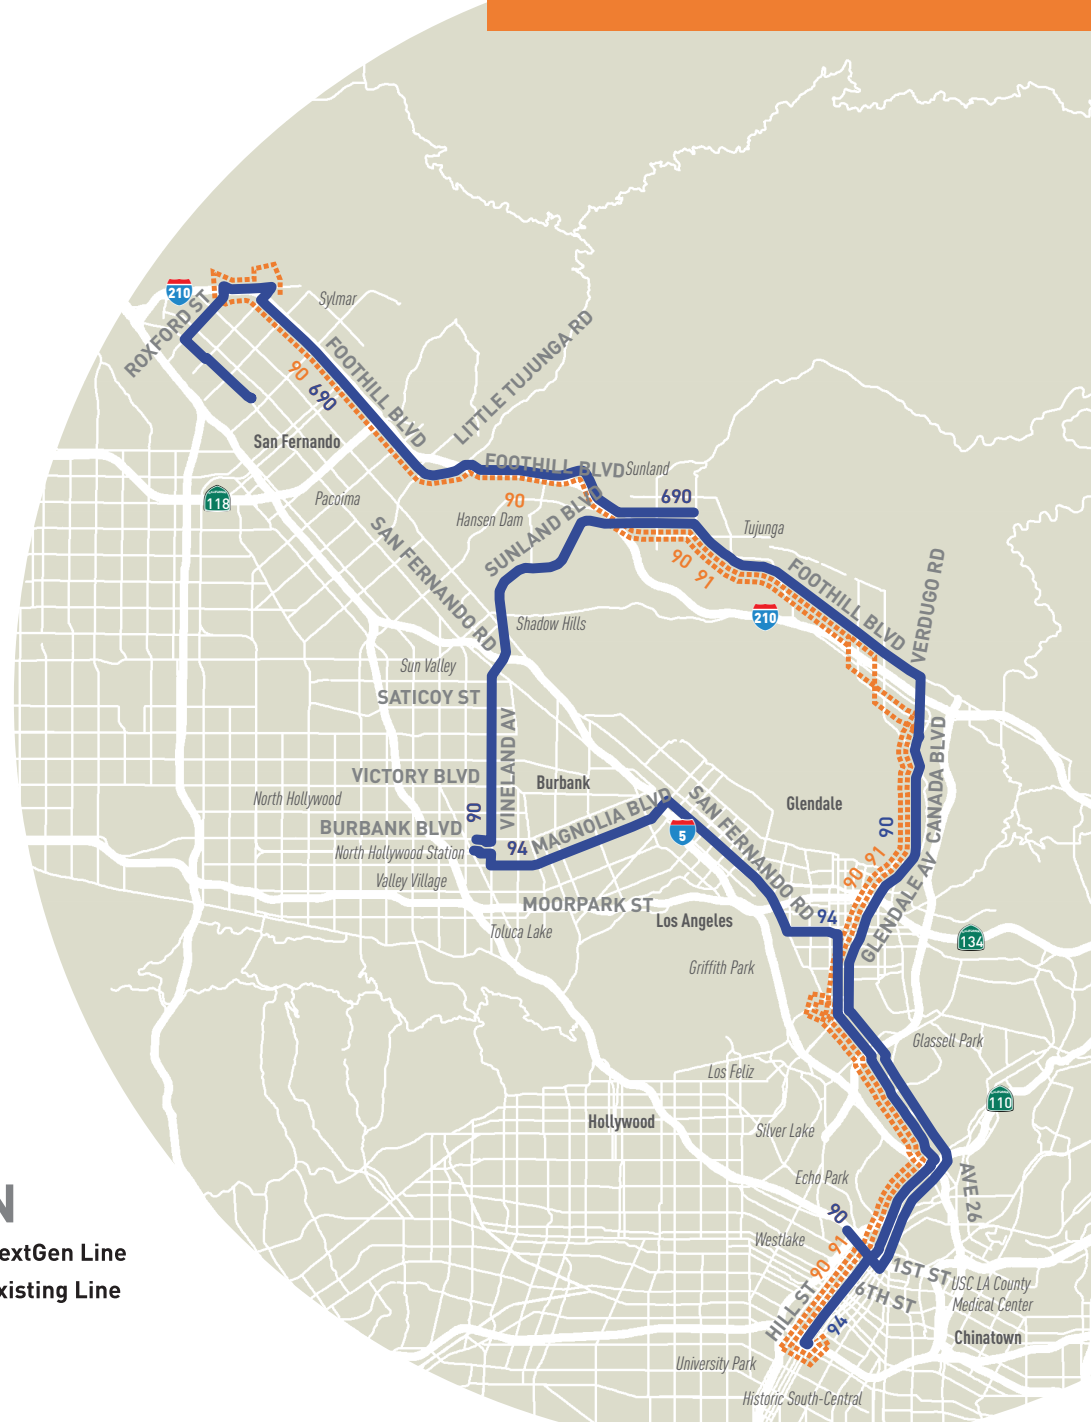 210
ROXFORD ST
Sylmar
90
690
FOOTHILL BLVD
LITTLE TUJUNGA RD
San Fernando
118
Pacoima
FOOTHILL BLVD
Sunland
90
690
Hansen Dam
SUNLAND BLVD
Tujunga
SAN FERNANDO RD
90
91
FOOTHILL BLVD
VERDUGO RD
210
Shadow Hills
Sun Valley
SATICOY ST
VINELAND AV
CANADA BLVD
VICTORY BLVD
Burbank
North Hollywood
90
SAN FERNANDO RD
Glendale
MAGNOLIA BLVD
BURBANK BLVD
5
90
North Hollywood Station
94
90
91
Valley Village
GLENDALE AV
MOORPARK ST
Los Angeles
94
Toluca Lake
134
Griffith Park
Glassell Park
Los Feliz
110
Hollywood
Silver Lake
Echo Park
AVE 26
N
90
Westlake
91
extGen Line
90
1ST ST
USC LA County
Medical Center
xisting Line
6TH ST
HILL ST
94
Chinatown
University Park
Historic South-Central